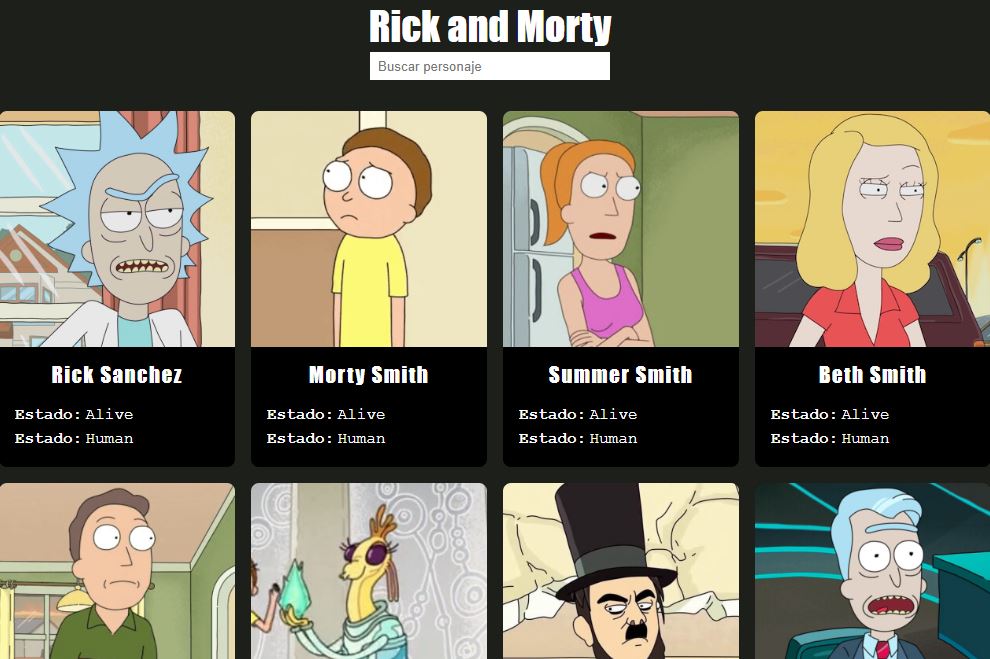 Rick and Morty
Buscar personaje
Rick Sanchez
Estado: Alive
Estado: Human
Morty Smith
Estado: Alive
Estado: Human
Summer Smith
Estado: Alive
Estado: Human
Beth Smith
Estado: Alive
Estado: Human